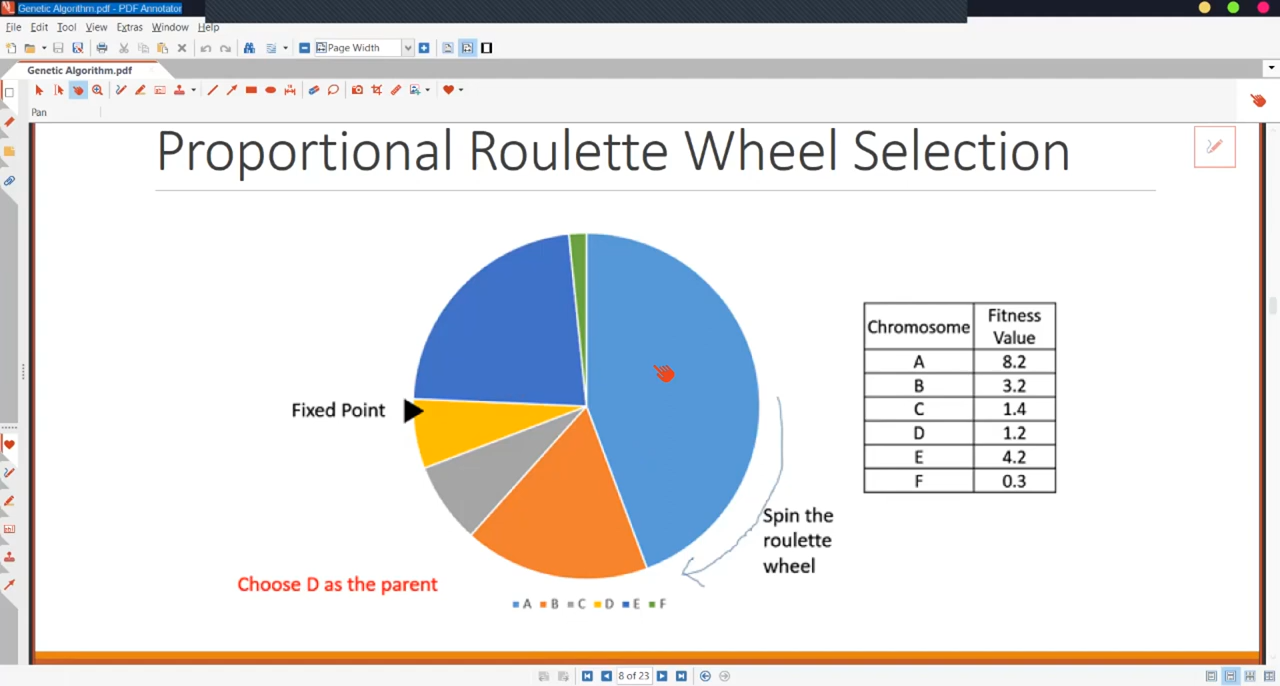 Genetic Algorithm.pdf - PDF Annotator
File Edit Tool View Extras Window Help
Page Width
Genetic Algorithm.pdf
Pan
Proportional Roulette Wheel Selection
Fixed Point
Chromosome Fitness Value
A 8.2
B 3.2
C 1.4
D 1.2
E 4.2
F 0.3
Spin the
roulette
wheel
Choose D as the parent
A B C D E F
8 of 23